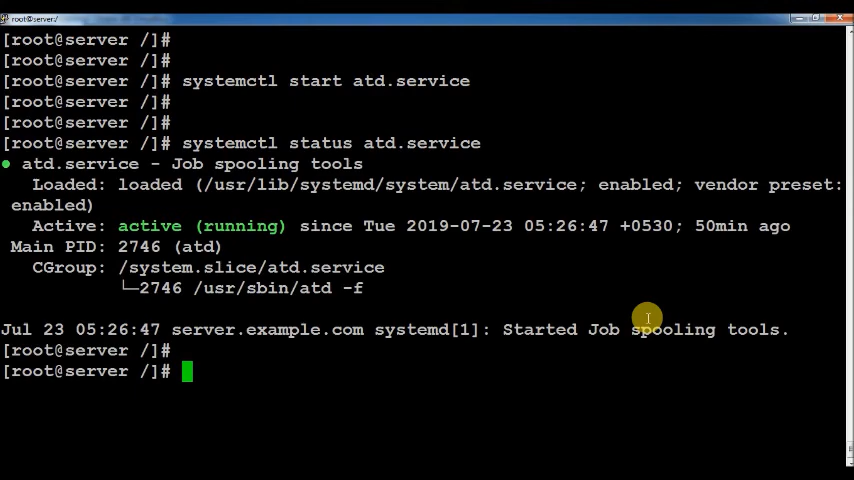 root@server:/
[root@server /]#
[root@server /]#
[root@server /]# systemctl start atd.service
[root@server /]#
[root@server /]#
[root@server /]# systemctl status atd.service
● atd.service - Job spooling tools
Loaded: loaded (/usr/lib/systemd/system/atd.service; enabled; vendor preset:
enabled)
Active: active (running) since Tue 2019-07-23 05:26:47 +0530; 50min ago
Main PID: 2746 (atd)
CGroup: /system.slice/atd.service
└─2746 /usr/sbin/atd -f
Jul 23 05:26:47 server.example.com systemd[1]: Started Job spooling tools.
[root@server /]#
[root@server /]#